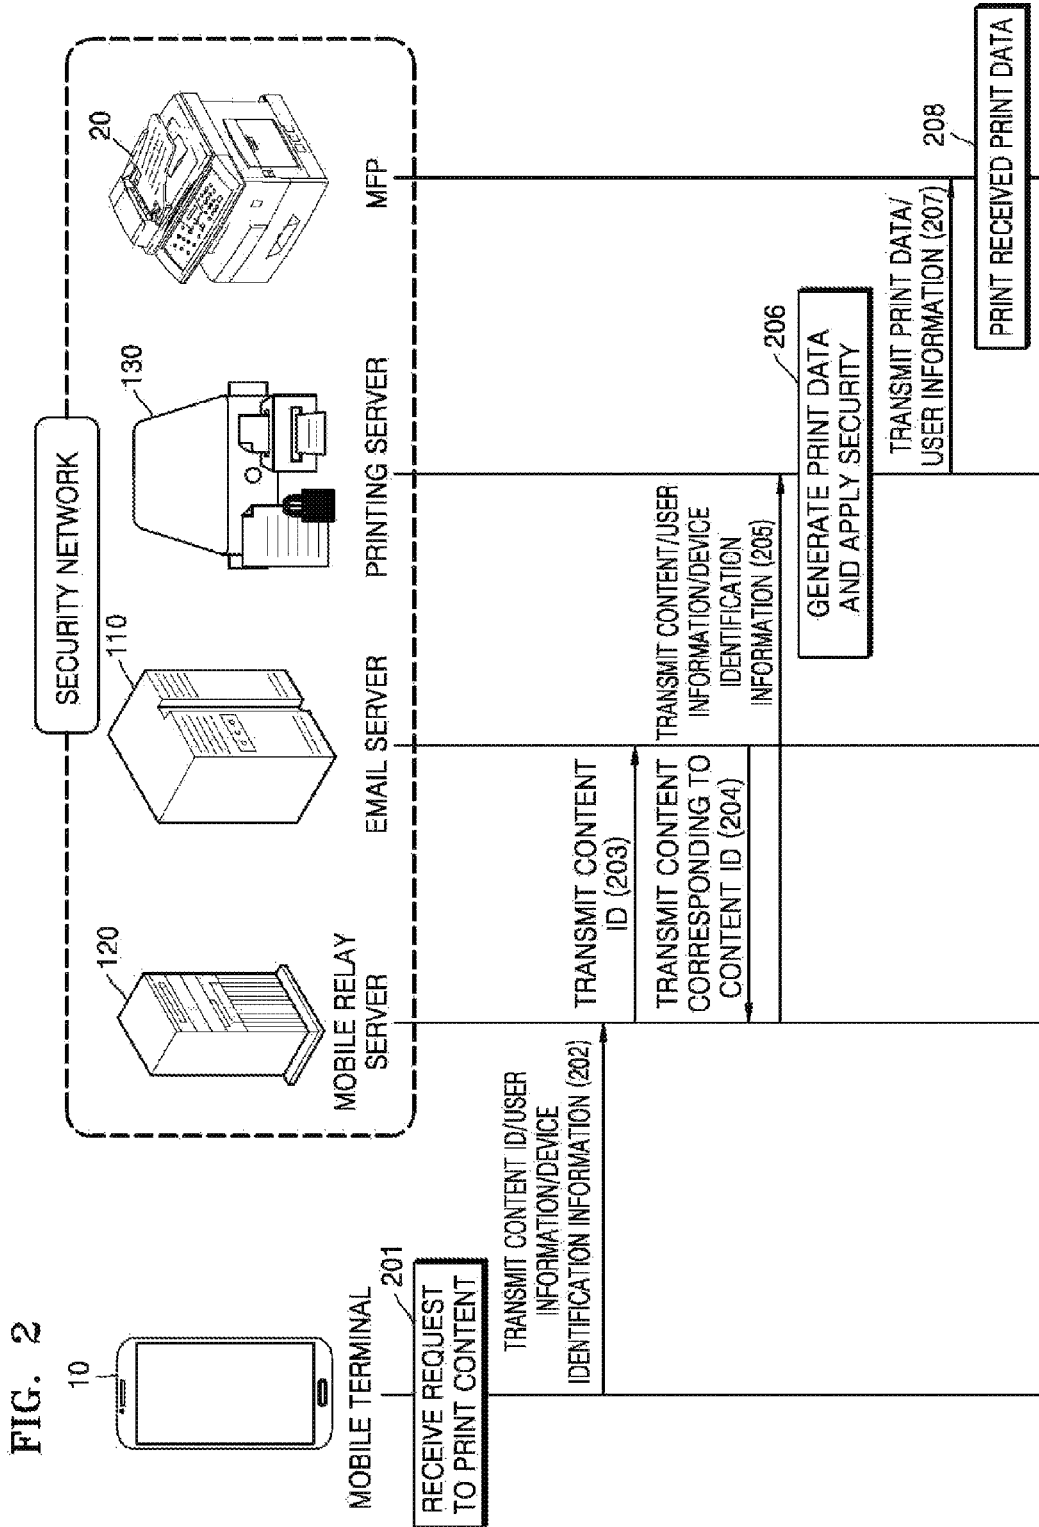 FIG. 2
SECURITY NETWORK
10
120
110
130
20
MOBILE TERMINAL
MOBILE RELAY
SERVER
EMAIL SERVER
PRINTING SERVER
MFP
201
RECEIVE REQUEST
TO PRINT CONTENT
TRANSMIT CONTENT ID/USER
INFORMATION/DEVICE
IDENTIFICATION INFORMATION (202)
TRANSMIT CONTENT
ID (203)
TRANSMIT CONTENT
CORRESPONDING TO
CONTENT ID (204)
TRANSMIT CONTENT/USER
INFORMATION/DEVICE
IDENTIFICATION
INFORMATION (205)
206
GENERATE PRINT DATA
AND APPLY SECURITY
TRANSMIT PRINT DATA/
USER INFORMATION (207)
208
PRINT RECEIVED PRINT DATA